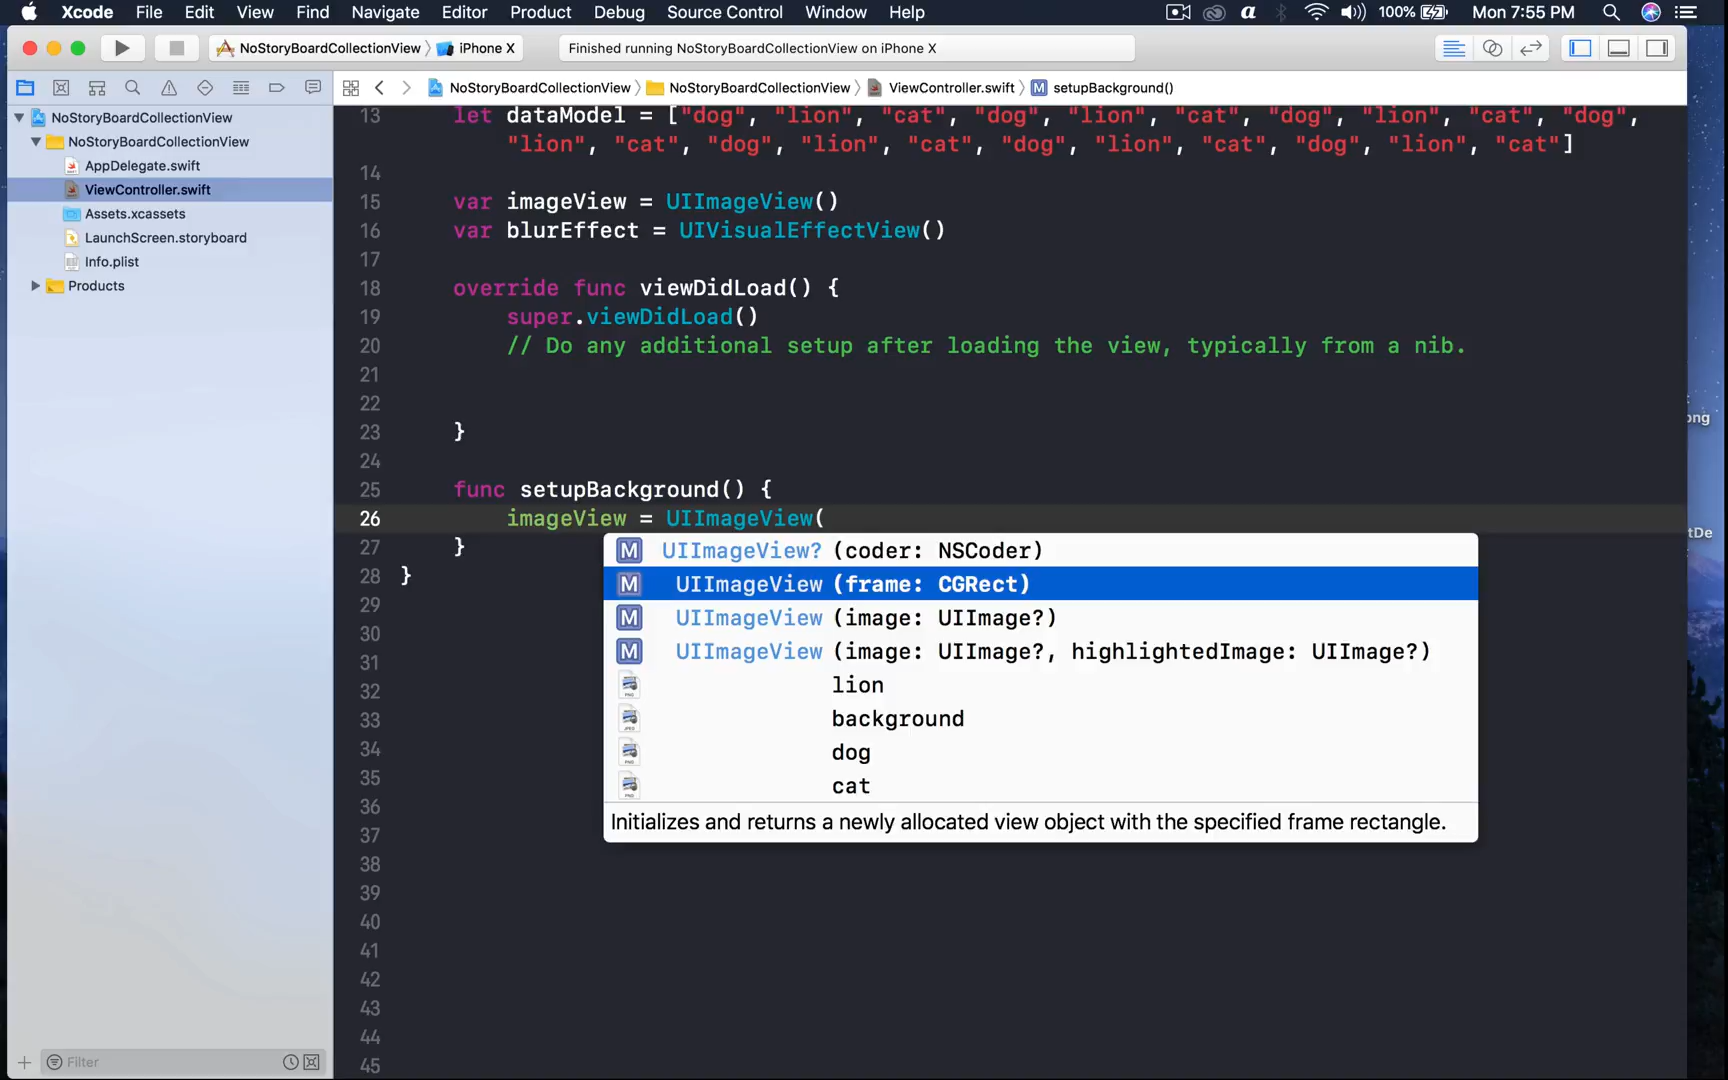 Xcode File Edit View Find Navigate Editor Product Debug Source Control Window Help 100% Mon 7:55 PM
NoStoryBoardCollectionView iPhone X Finished running NoStoryBoardCollectionView on iPhone X
NoStoryBoardCollectionView NoStoryBoardCollectionView ViewController.swift M setupBackground()
NoStoryBoardCollectionView
NoStoryBoardCollectionView
AppDelegate.swift
ViewController.swift
Assets.xcassets
LaunchScreen.storyboard
Info.plist
Products
Filter
13 let dataModel = ["dog", "lion", "cat", "dog", "lion", "cat", "dog", "lion", "cat", "dog",
"lion", "cat", "dog", "lion", "cat", "dog", "lion", "cat", "dog", "lion", "cat"]
14
15 var imageView = UIImageView()
16 var blurEffect = UIVisualEffectView()
17
18 override func viewDidLoad() {
19 super.viewDidLoad()
20 // Do any additional setup after loading the view, typically from a nib.
21
22
23 }
24
25 func setupBackground() {
26 imageView = UIImageView(
27 }
28 }
29
30
31
32
33
34
35
36
37
38
39
40
41
42
43
44
45
M UIImageView? (coder: NSCoder)
M UIImageView (frame: CGRect)
M UIImageView (image: UIImage?)
M UIImageView (image: UIImage?, highlightedImage: UIImage?)
lion
background
dog
cat
Initializes and returns a newly allocated view object with the specified frame rectangle.
ong
tDe